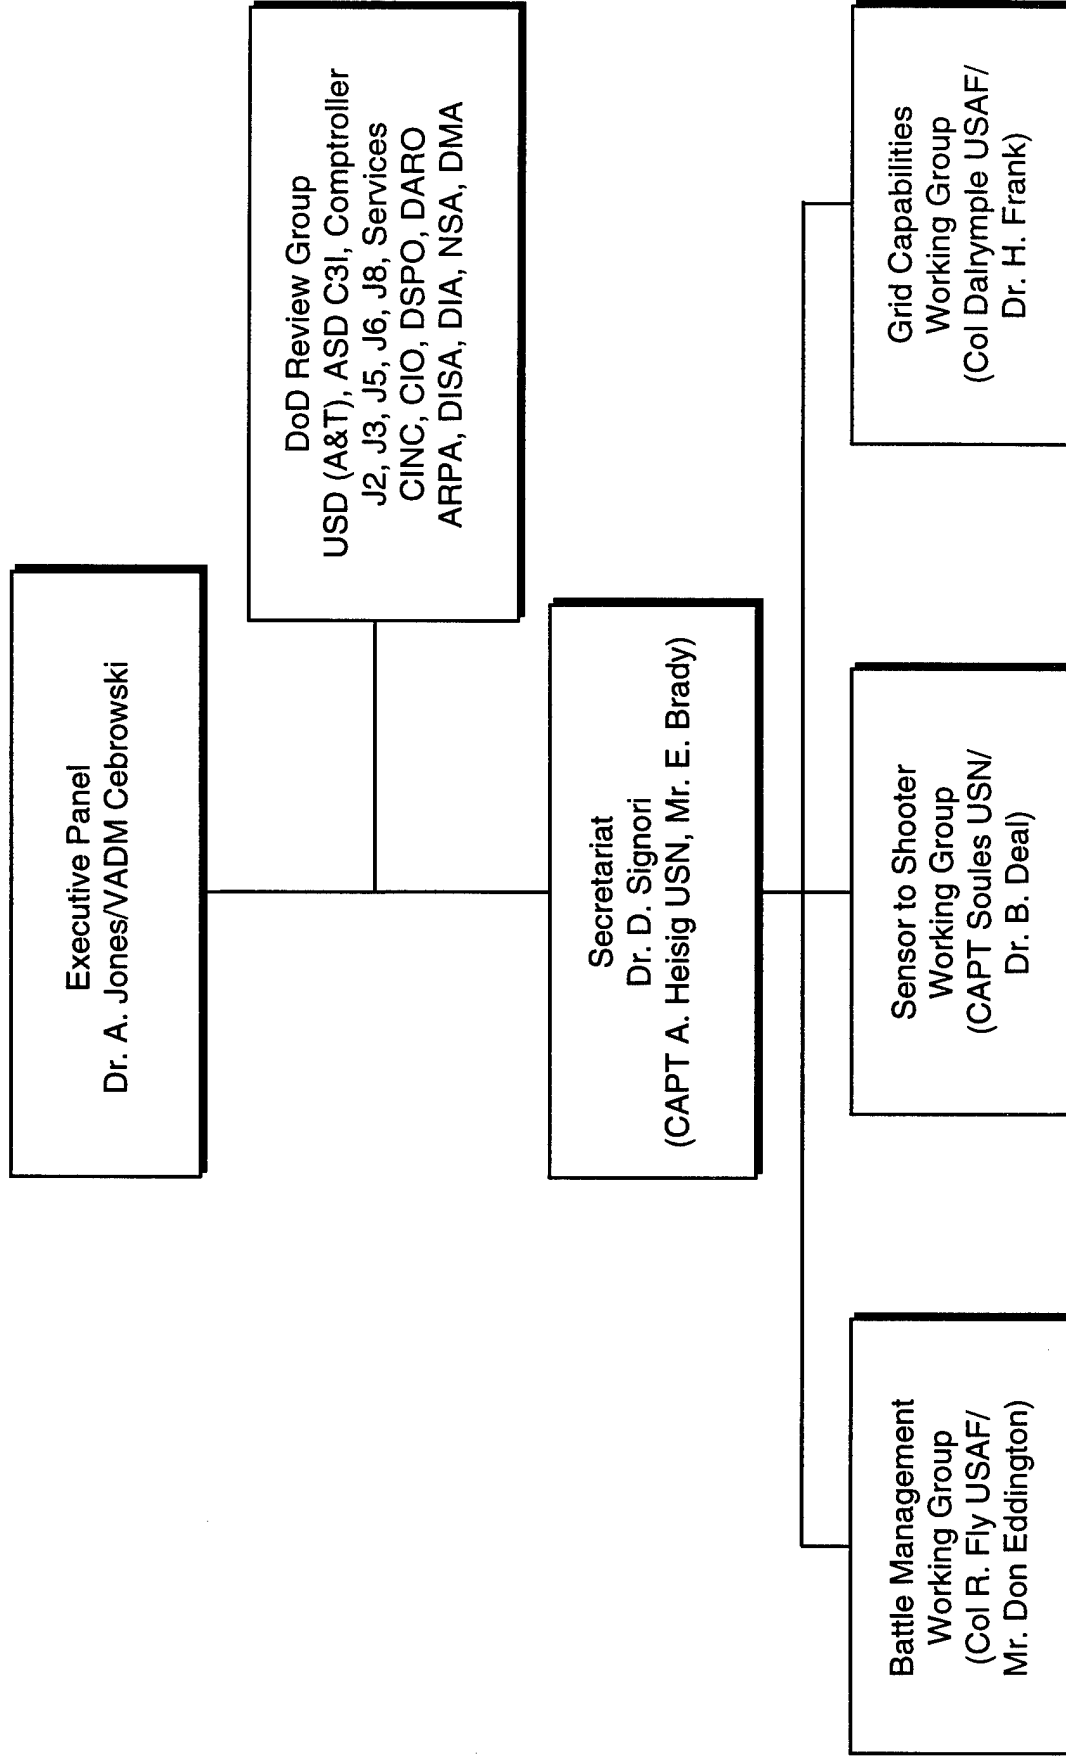 Executive Panel
Dr. A. Jones/VADM Cebrowski
DoD Review Group
USD (A&T), ASD C3I, Comptroller
J2, J3, J5, J6, J8, Services
CINC, CIO, DSPO, DARO
ARPA, DISA, DIA, NSA, DMA
Secretariat
Dr. D. Signori
(CAPT A. Heisig USN, Mr. E. Brady)
Battle Management
Working Group
(Col R. Fly USAF/
Mr. Don Eddington)
Sensor to Shooter
Working Group
(CAPT Soules USN/
Dr. B. Deal)
Grid Capabilities
Working Group
(Col Dalrymple USAF/
Dr. H. Frank)